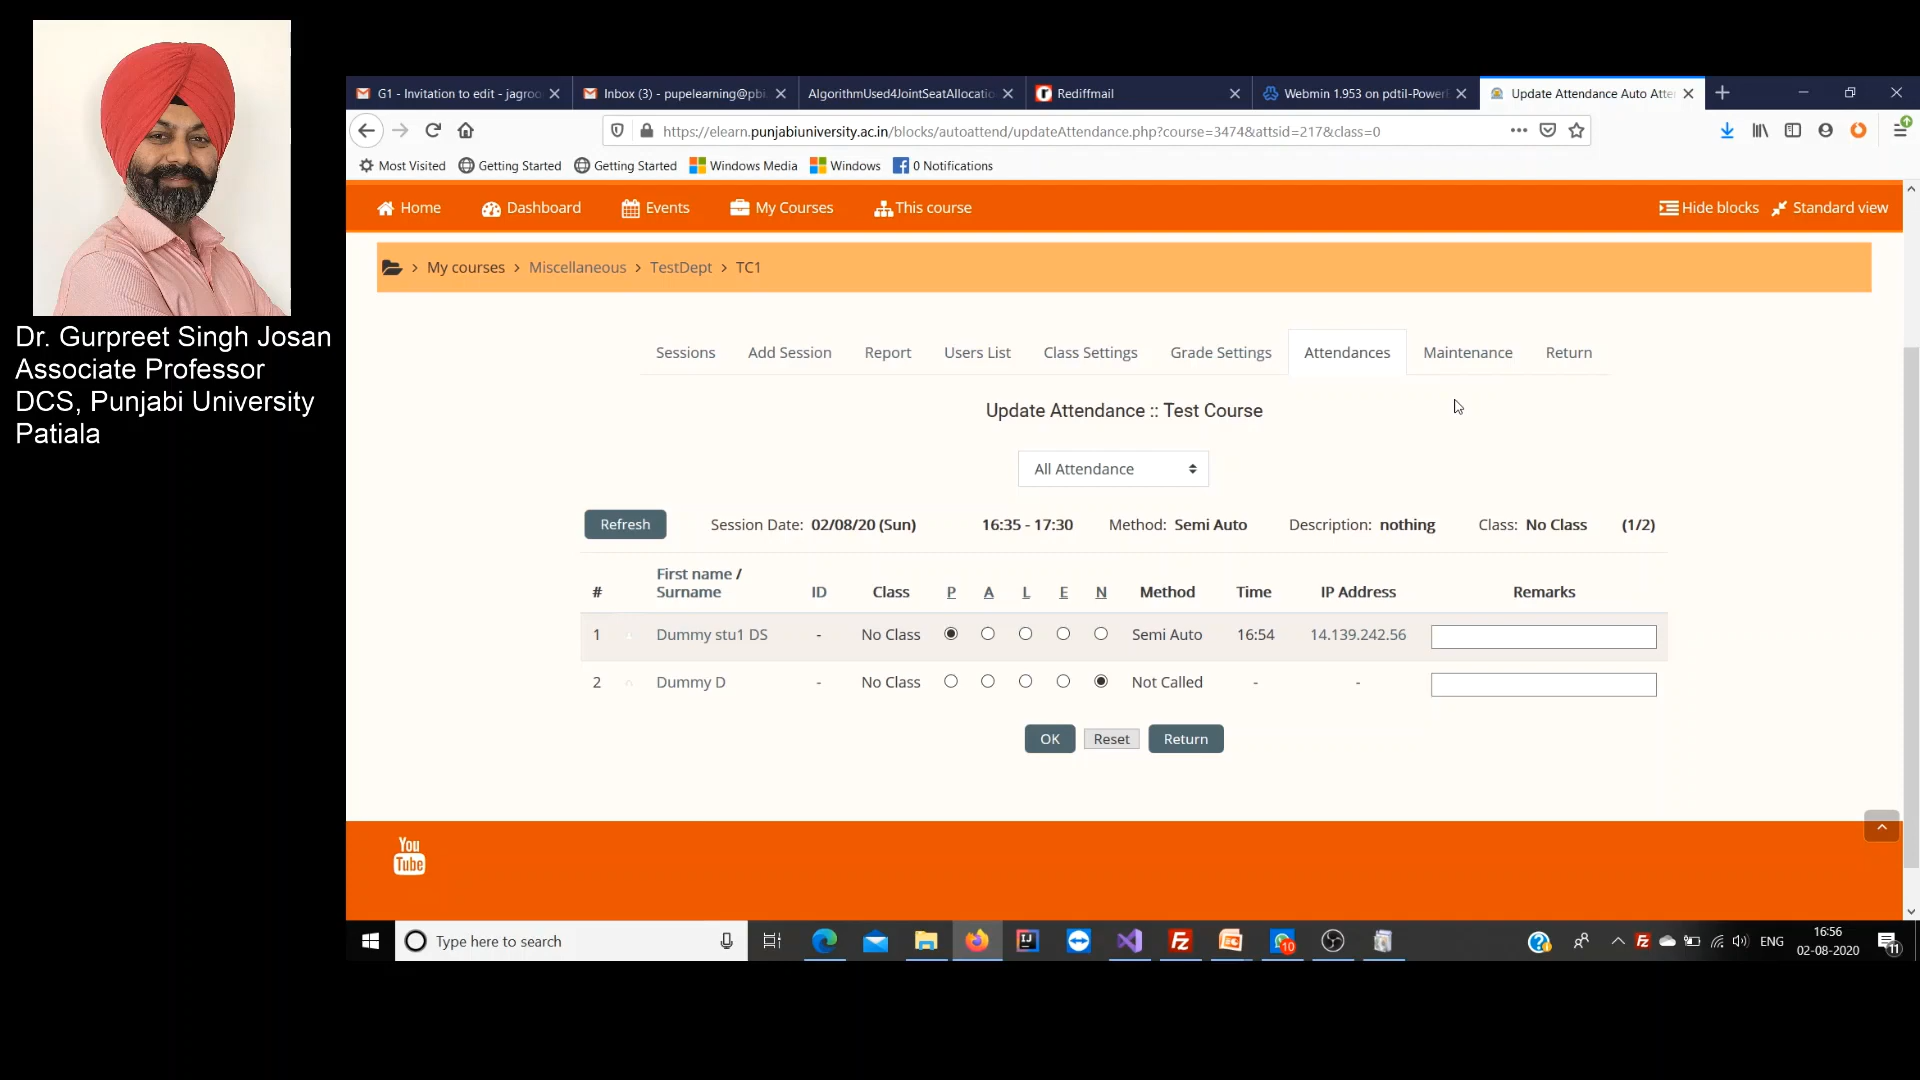 Dr. Gurpreet Singh Josan
Associate Professor
DCS, Punjabi University
Patiala
G1 - Invitation to edit - jagroo
Inbox (3) - pupelearning@pbi.
AlgorithmUsed4JointSeatAllocatio
Rediffmail
Webmin 1.953 on pdtil-PowerE
Update Attendance Auto Atte
https://elearn.punjabiuniversity.ac.in/blocks/autoattend/updateAttendance.php?course=3474&attsid=217&class=0
Most Visited Getting Started Getting Started Windows Media Windows 0 Notifications
Home Dashboard Events My Courses This course Hide blocks Standard view
> My courses > Miscellaneous > TestDept > TC1
Sessions Add Session Report Users List Class Settings Grade Settings Attendances Maintenance Return
Update Attendance :: Test Course
All Attendance
Refresh Session Date: 02/08/20 (Sun) 16:35 - 17:30 Method: Semi Auto Description: nothing Class: No Class (1/2)
# First name / Surname ID Class P A L E N Method Time IP Address Remarks
1 Dummy stu1 DS - No Class Semi Auto 16:54 14.139.242.56
2 Dummy D - No Class Not Called - -
OK Reset Return
You
Tube
Type here to search
10
ENG
16:56
02-08-2020
11